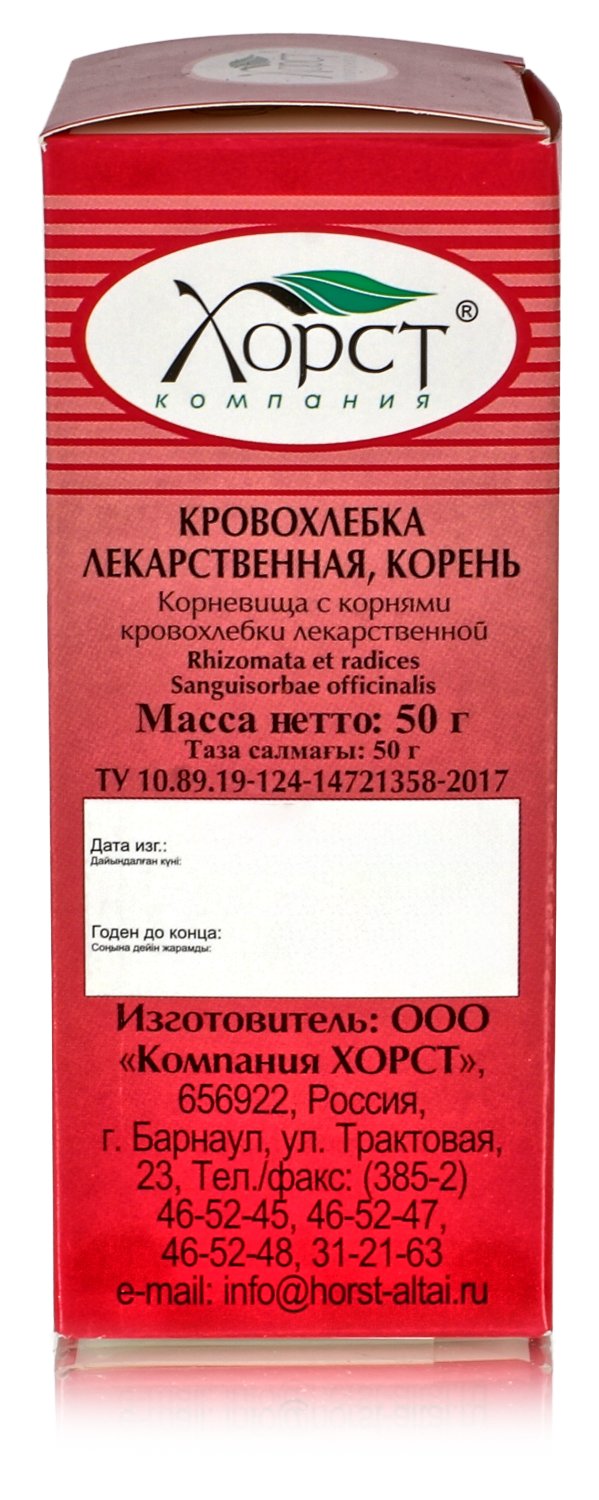 Хорст
Хорст®
компания
КРОВОХЛЕБКА
ЛЕКАРСТВЕННАЯ, КОРЕНЬ
Корневища с корнями
кровохлебки лекарственной
Rhizomata et radices
Sanguisorbae officinalis
Масса нетто: 50 г
Таза салмағы: 50 г
ТУ 10.89.19-124-14721358-2017
Дата изг.:
Дайындалған күні:
Годен до конца:
Соңына дейін жарамды:
Изготовитель: ООО
«Компания ХОРСТ»,
656922, Россия,
г. Барнаул, ул. Трактовая,
23, Тел./факс: (385-2)
46-52-45, 46-52-47,
46-52-48, 31-21-63
e-mail: info@horst-altai.ru